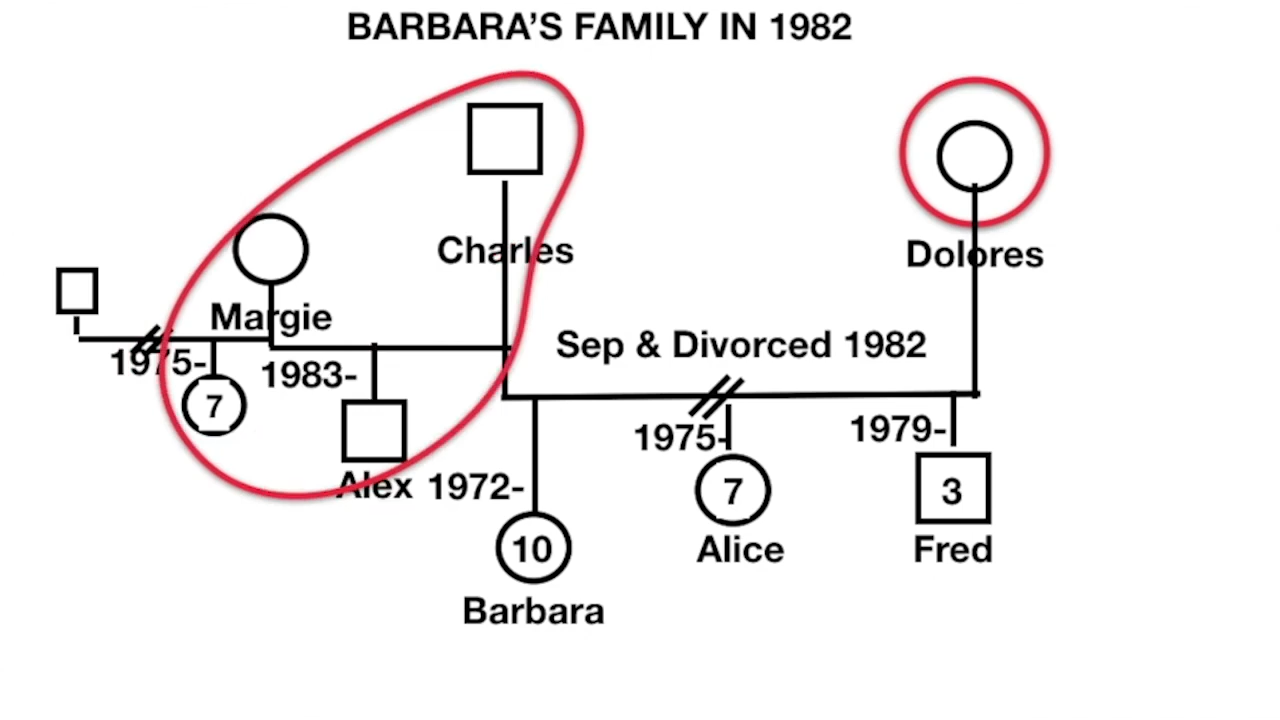 BARBARA'S FAMILY IN 1982
Charles
Dolores
Margie
Sep & Divorced 1982
1975-
1983-
7
1975-
1979-
Alex
1972-
7
3
10
Alice
Fred
Barbara